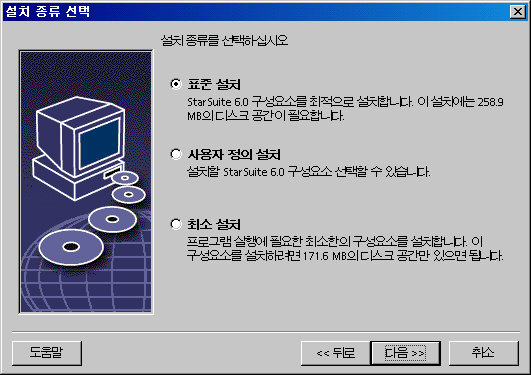 설치 종류 선택
설치 종류를 선택하십시오
표준 설치
StarSuite 6.0 구성요소를 최적으로 설치합니다. 이 설치에는 258.9
MB의 디스크 공간이 필요합니다.
사용자 정의 설치
설치할 StarSuite 6.0 구성요소 선택할 수 있습니다.
최소 설치
프로그램 실행에 필요한 최소한의 구성요소를 설치합니다. 이
구성요소를 설치하려면 171.6 MB의 디스크 공간만 있으면 됩니다.
도움말
<< 뒤로
다음 >>
취소